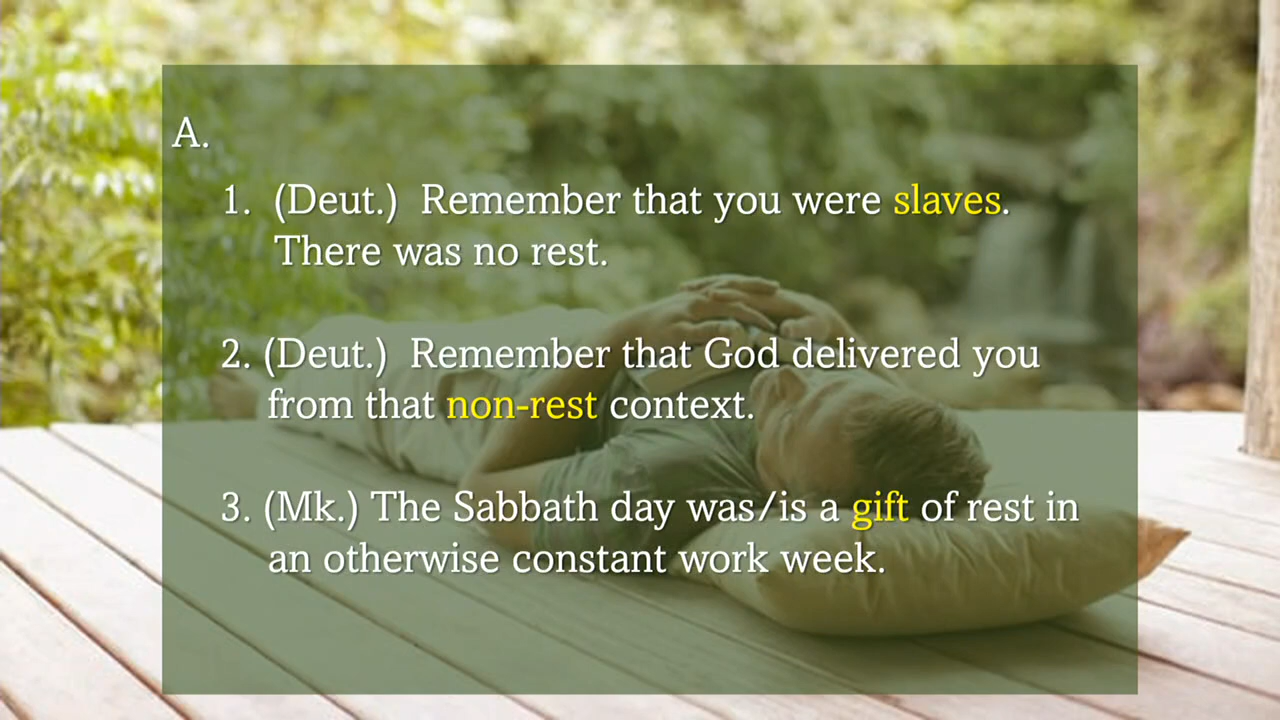 A.
1. (Deut.) Remember that you were slaves.
There was no rest.
2. (Deut.) Remember that God delivered you
from that non-rest context.
3. (Mk.) The Sabbath day was/is a gift of rest in
an otherwise constant work week.